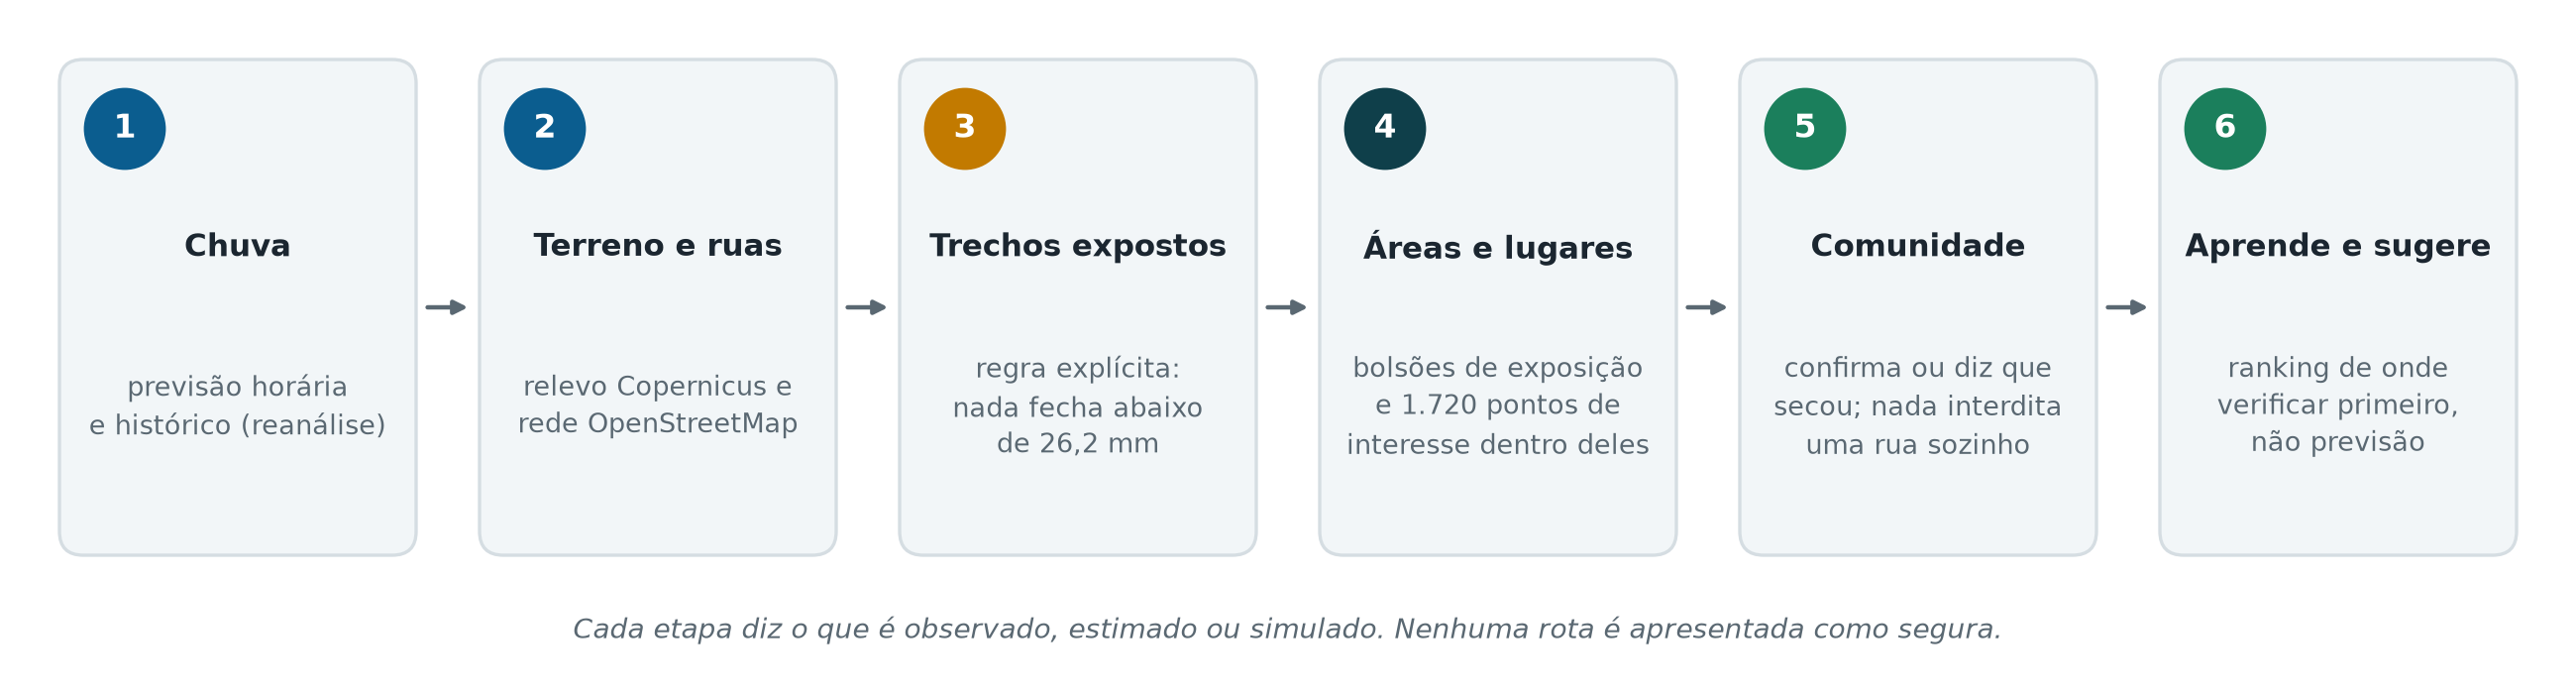 1
Chuva
previsão horária
e histórico (reanálise)
2
Terreno e ruas
relevo Copernicus e
rede OpenStreetMap
3
Trechos expostos
regra explícita:
nada fecha abaixo
de 26,2 mm
4
Áreas e lugares
bolsões de exposição
e 1.720 pontos de
interesse dentro deles
5
Comunidade
confirma ou diz que
secou; nada interdita
uma rua sozinho
6
Aprende e sugere
ranking de onde
verificar primeiro,
não previsão
Cada etapa diz o que é observado, estimado ou simulado. Nenhuma rota é apresentada como segura.